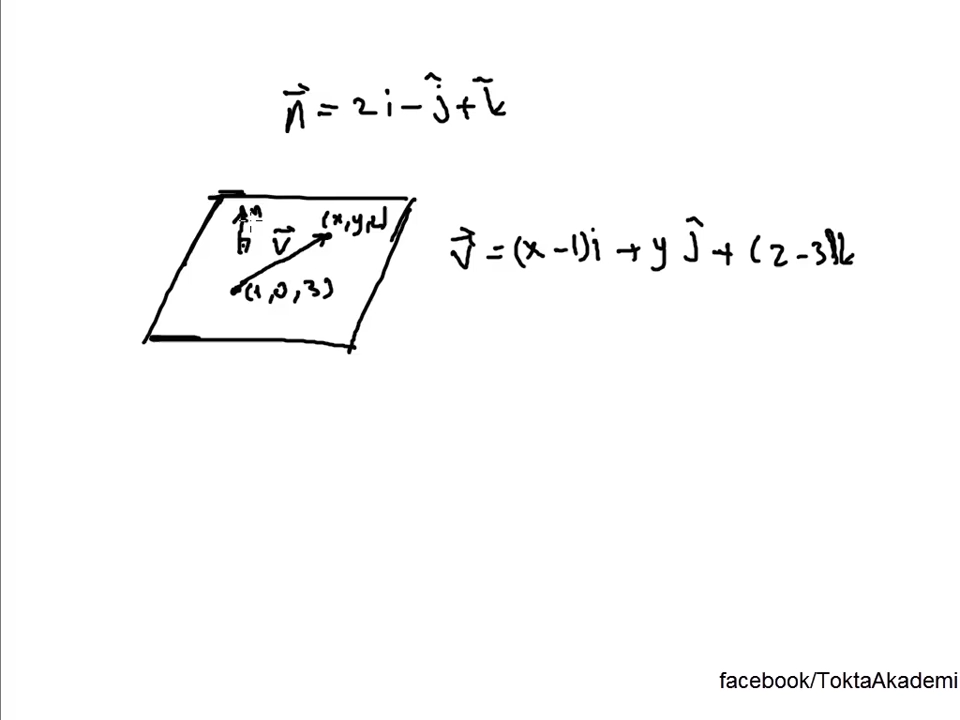 n⃗ = 2i - ĵ + k̃
n
v⃗
(x,y,z)
(1,0,3)
v⃗ = (x-1)i + y ĵ + (z-3)k
facebook/ToktaAkademi